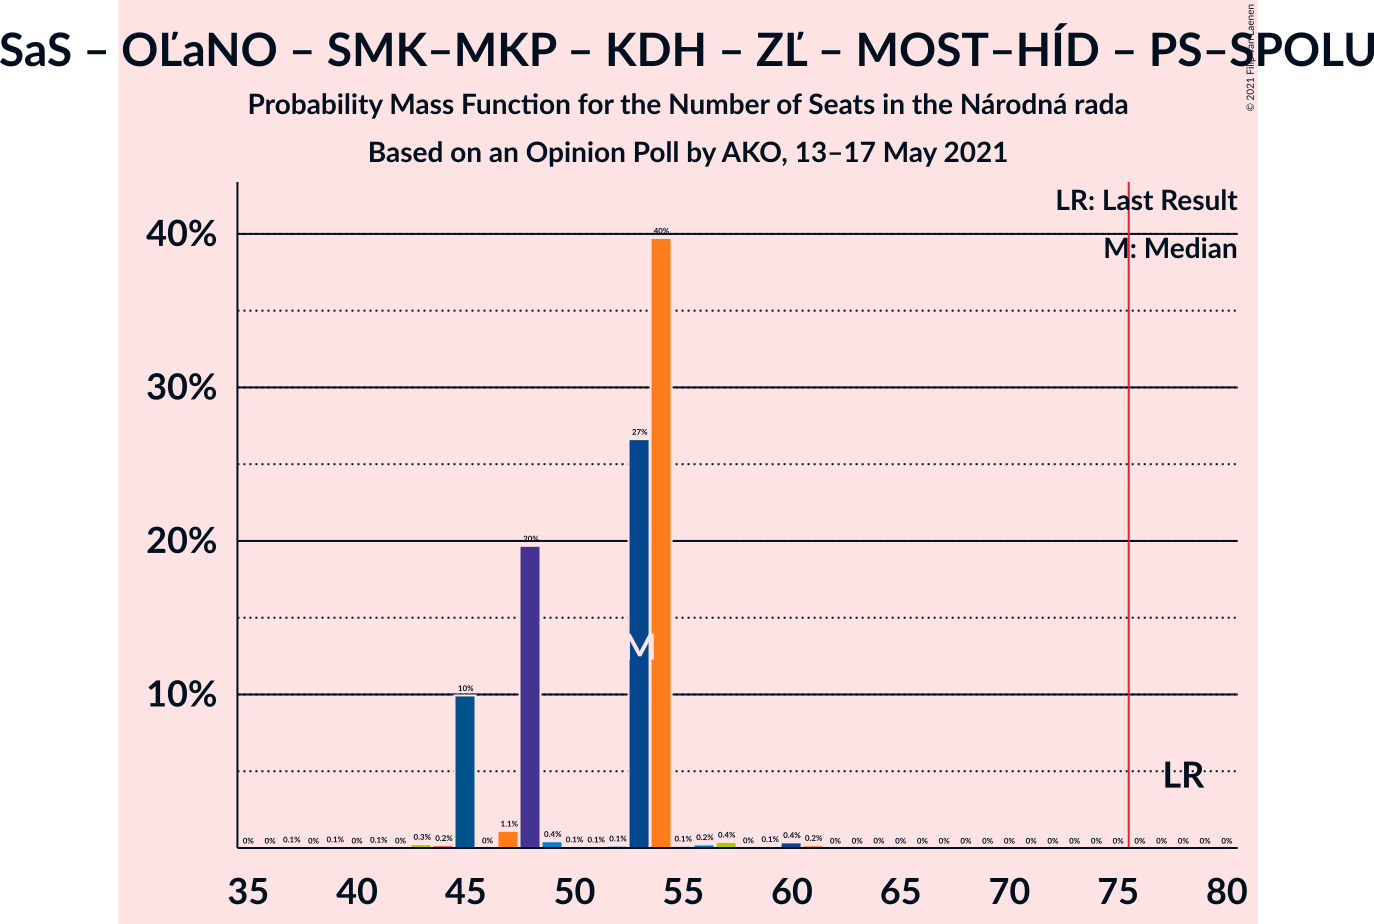 SaS – OĽaNO – SMK–MKP – KDH – ZĽ – MOST–HÍD – PS–SPOLU
Probability Mass Function for the Number of Seats in the Národná rada
Based on an Opinion Poll by AKO, 13–17 May 2021
© 2021 Filip van Laenen
LR: Last Result
M: Median
40%
30%
20%
10%
40%
27%
20%
10%
M
LR
0% 0% 0.1% 0% 0.1% 0% 0.1% 0% 0.3% 0.2% 0% 1.1% 0.4% 0.1% 0.1% 0.1% 0.1% 0.2% 0.4% 0% 0.1% 0.4% 0.2% 0% 0% 0% 0% 0% 0% 0% 0% 0% 0% 0% 0% 0% 0% 0% 0% 0% 0% 0%
35 40 45 50 55 60 65 70 75 80